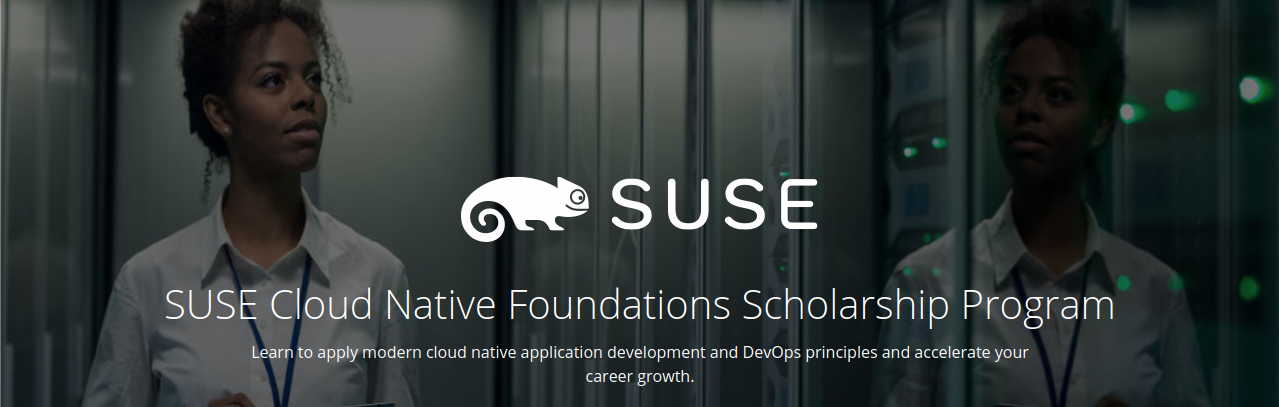 SUSE
SUSE Cloud Native Foundations Scholarship Program
Learn to apply modern cloud native application development and DevOps principles and accelerate your
career growth.